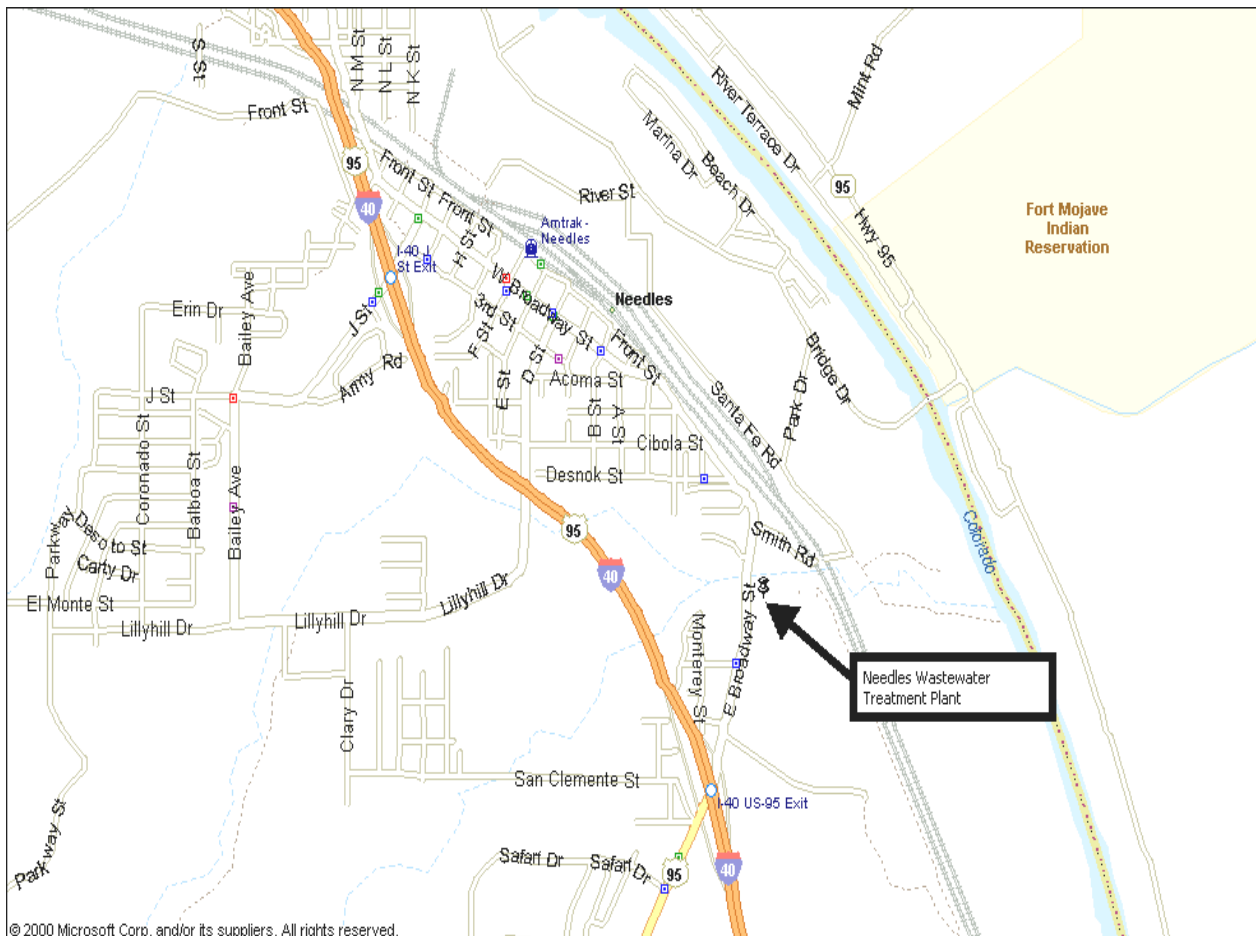 S St
N M St
N L St
N K St
Front St
95
40
Front St
Front St
River St
Marina Dr
Beach Dr
River Terrace Dr
Mint Rd
95
Hwy 95
Fort Mojave
Indian
Reservation
Amtrak -
Needles
I-40 J
St Exit
H St
W Broadway St
3rd St
Needles
Erin Dr
Bailey Ave
J St
F St
D St
E St
Front St
Army Rd
Acoma St
J St
B St
A St
Cibola St
Desnok St
Santa Fe Rd
Park Dr
Bridge Dr
Coronado St
Balboa St
Bailey Ave
Parkway
Desoto St
Carty Dr
El Monte St
Lillyhill Dr
Lillyhill Dr
Lillyhill Dr
95
40
Smith Rd
Colorado
Monterey St
E Broadway St
Needles Wastewater
Treatment Plant
Clary Dr
San Clemente St
I-40 US-95 Exit
Parkway St
Safari Dr
Safari Dr
95
40
© 2000 Microsoft Corp. and/or its suppliers. All rights reserved.